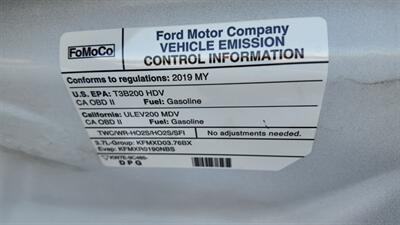 FoMoCo
Ford Motor Company
VEHICLE EMISSION
CONTROL INFORMATION
Conforms to regulations: 2019 MY
U.S. EPA: T3B200 HDV
CA OBD II Fuel: Gasoline
California: ULEV200 MDV
CA OBD II Fuel: Gasoline
TWC/WR-HO2S/HO2S/SFI No adjustments needed.
3.7L-Group: KFMXD03.76BX
Evap: KFMXR0190NBS
D P G